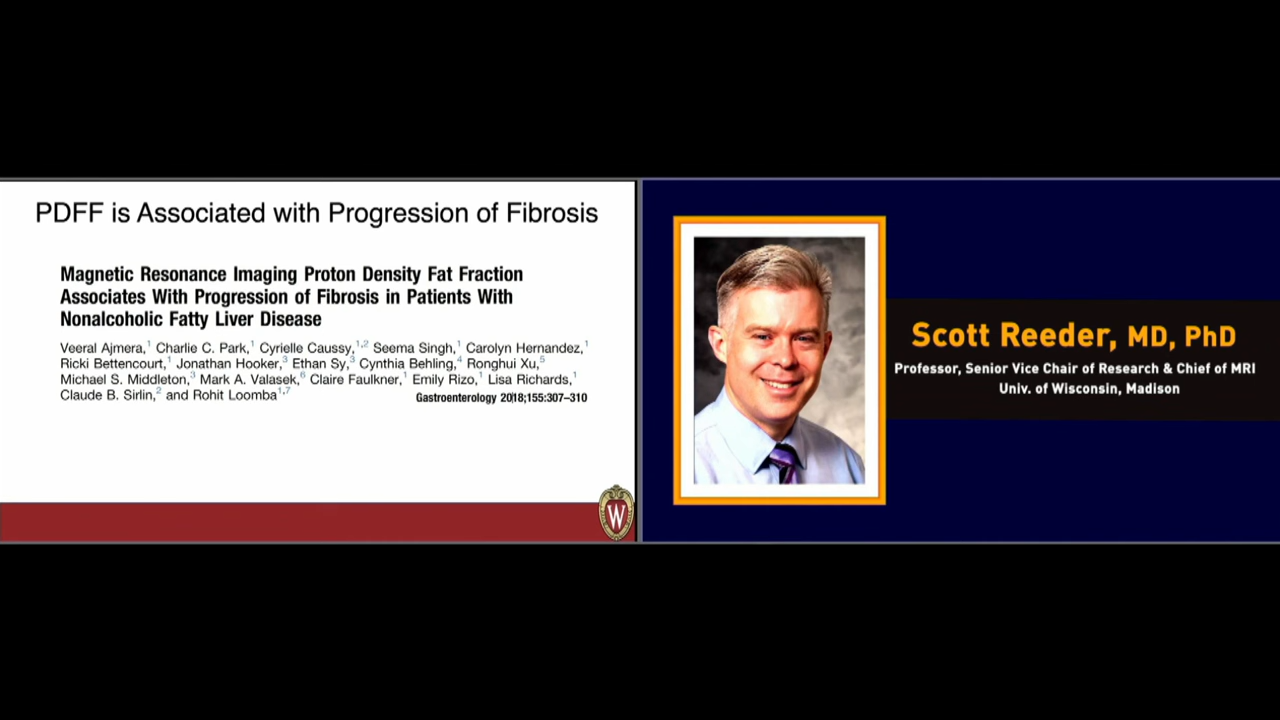 PDFF is Associated with Progression of Fibrosis
Magnetic Resonance Imaging Proton Density Fat Fraction
Associates With Progression of Fibrosis in Patients With
Nonalcoholic Fatty Liver Disease
Veeral Ajmera,1 Charlie C. Park,1 Cyrielle Caussy,1,2 Seema Singh,1 Carolyn Hernandez,1
Ricki Bettencourt,1 Jonathan Hooker,3 Ethan Sy,3 Cynthia Behling,4 Ronghui Xu,5
Michael S. Middleton,3 Mark A. Valasek,6 Claire Faulkner,1 Emily Rizo,1 Lisa Richards,1
Claude B. Sirlin,2 and Rohit Loomba1,7
Gastroenterology 2018;155:307–310
W
Scott Reeder, MD, PhD
Professor, Senior Vice Chair of Research & Chief of MRI
Univ. of Wisconsin, Madison